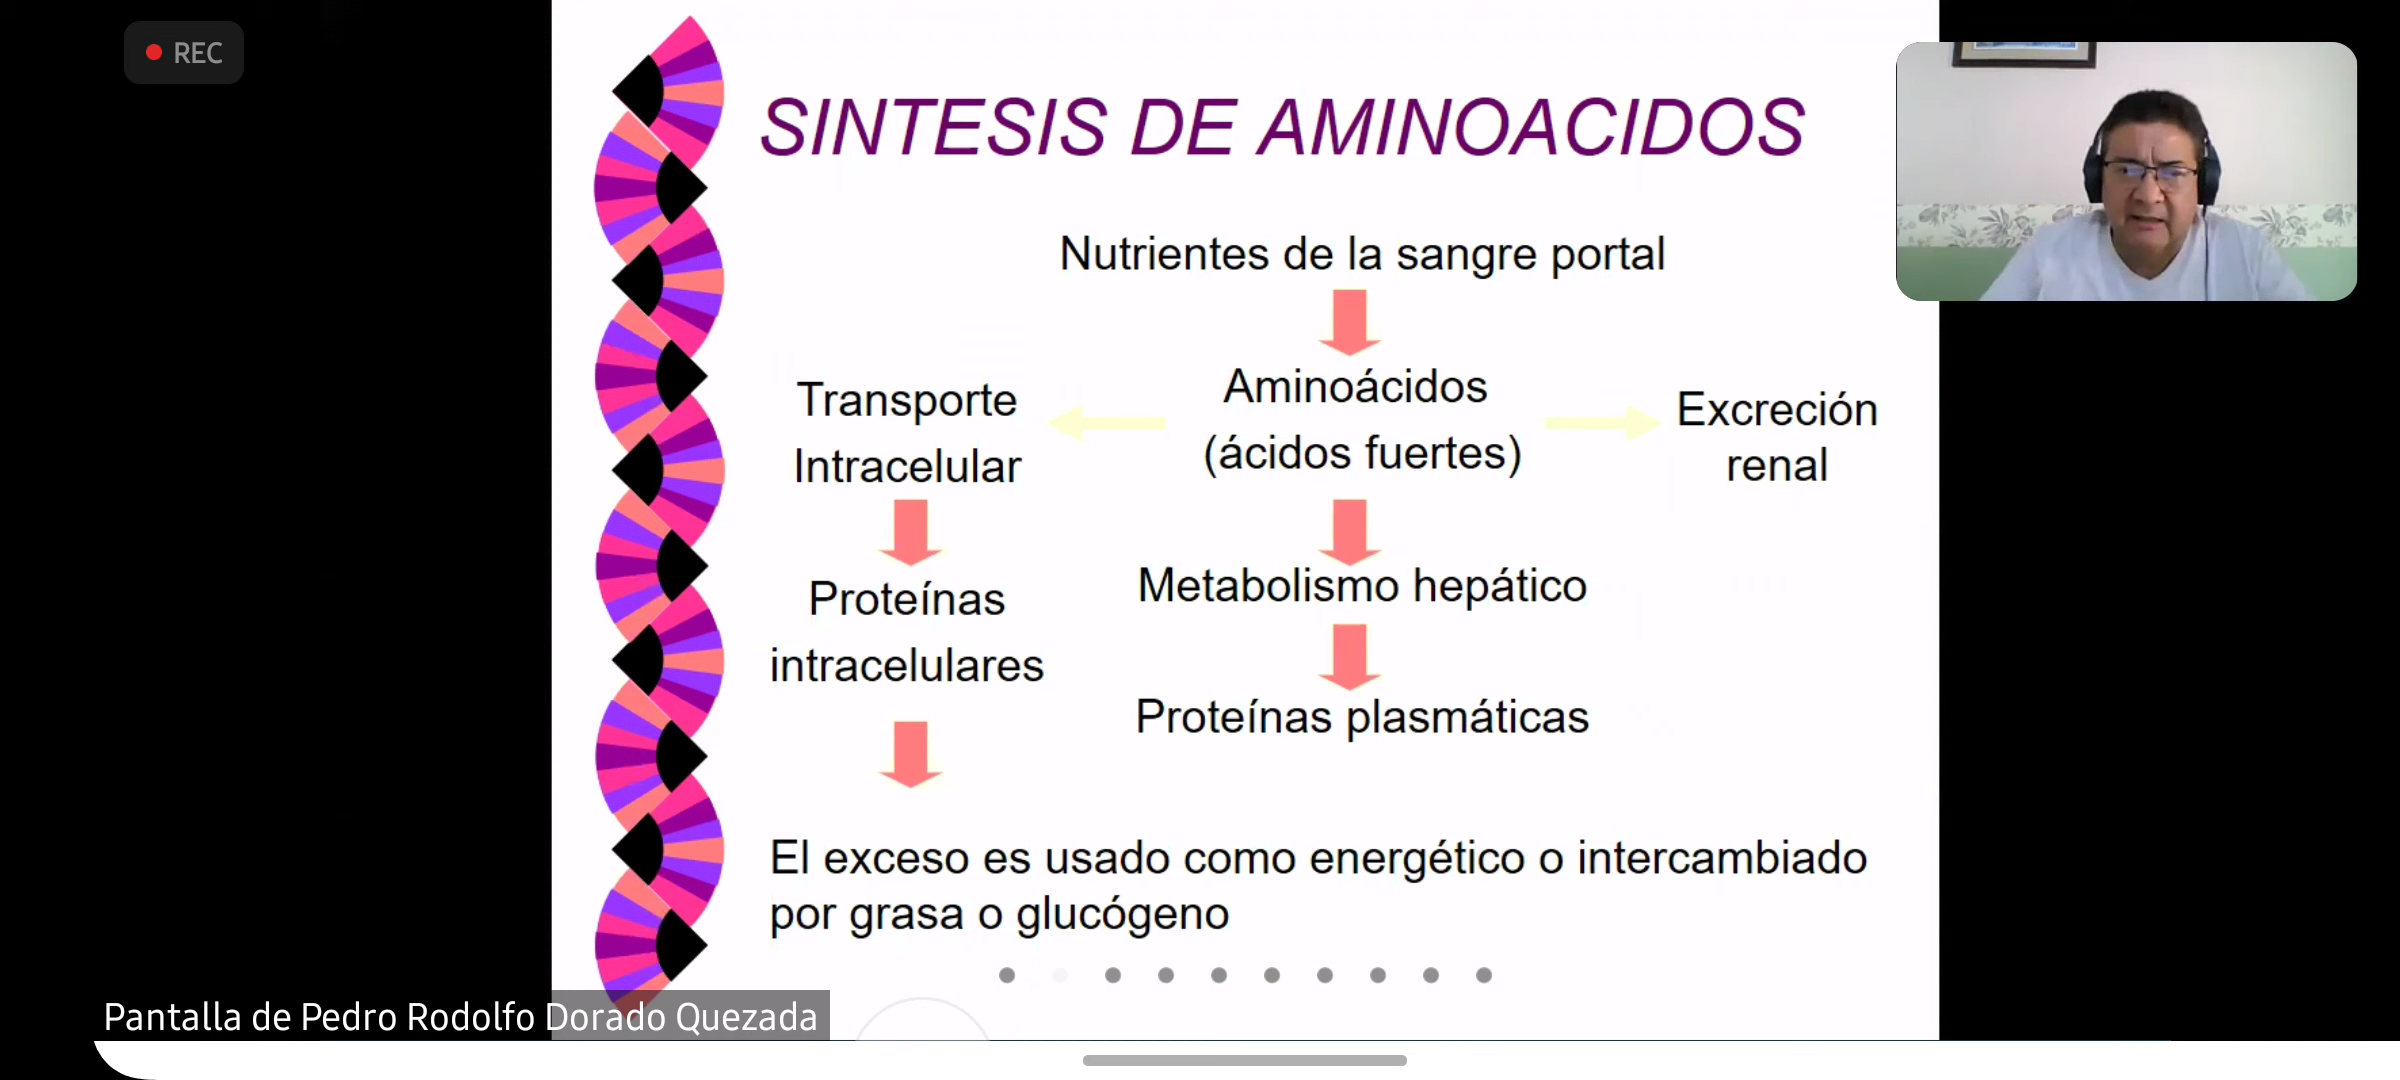 REC
SINTESIS DE AMINOACIDOS
Nutrientes de la sangre portal
Transporte
Intracelular
Aminoácidos
(ácidos fuertes)
Excreción
renal
Proteínas
intracelulares
Metabolismo hepático
Proteínas plasmáticas
El exceso es usado como energético o intercambiado
por grasa o glucógeno
Pantalla de Pedro Rodolfo Dorado Quezada